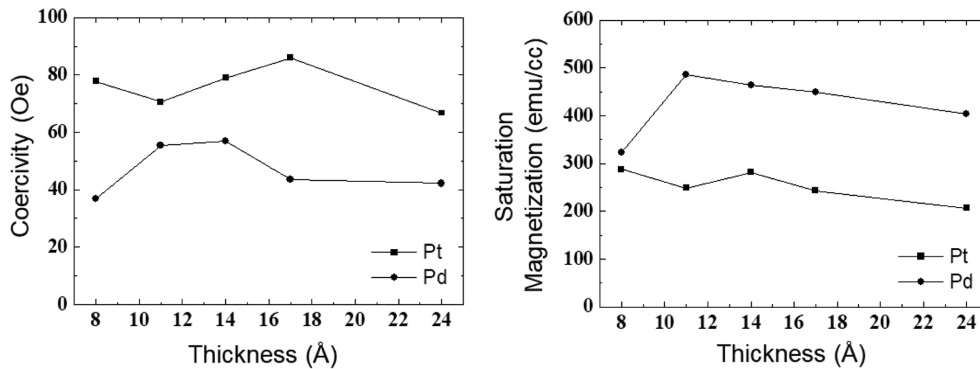 100
80
60
40
20
0
Coercivity (Oe)
8 10 12 14 16 18 20 22 24
Thickness (Å)
Pt
Pd
600
500
400
300
200
100
0
Saturation
Magnetization (emu/cc)
8 10 12 14 16 18 20 22 24
Thickness (Å)
Pt
Pd